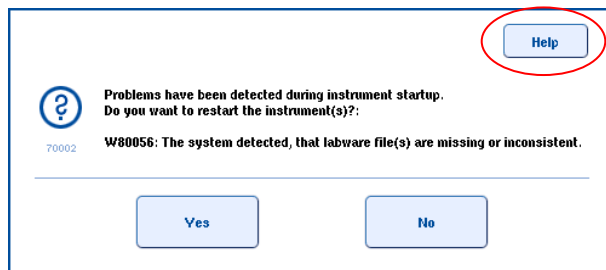 Help
Problems have been detected during instrument startup.
Do you want to restart the instrument(s)?:
70002
W80056: The system detected, that labware file(s) are missing or inconsistent.
Yes
No